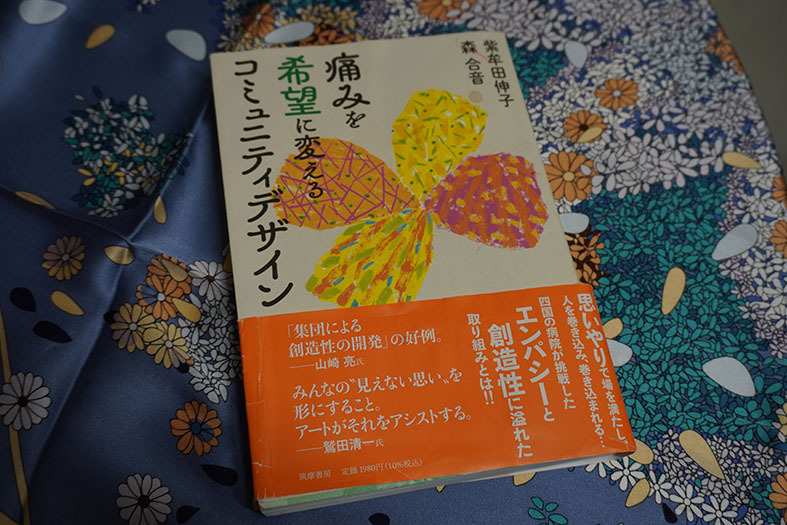 痛みを
希望に変える
コミュニティデザイン
紫牟田伸子
森 合音
思いやりで場を満たし、
人を巻き込み、巻き込まれる…
四国の病院が挑戦した
エンパシーと
創造性に溢れた
取り組みとは!!
「集団による
創造性の開発」の好例。
——山崎 亮氏
みんなの〝見えない思い〟を
形にすること。
アートがそれをアシストする。
——鷲田清一氏
筑摩書房 定価1980円(10%税込)